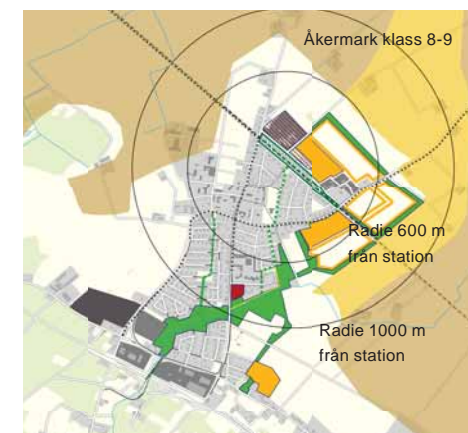 Åkermark klass 8-9
Radie 600 m
från station
Radie 1000 m
från station